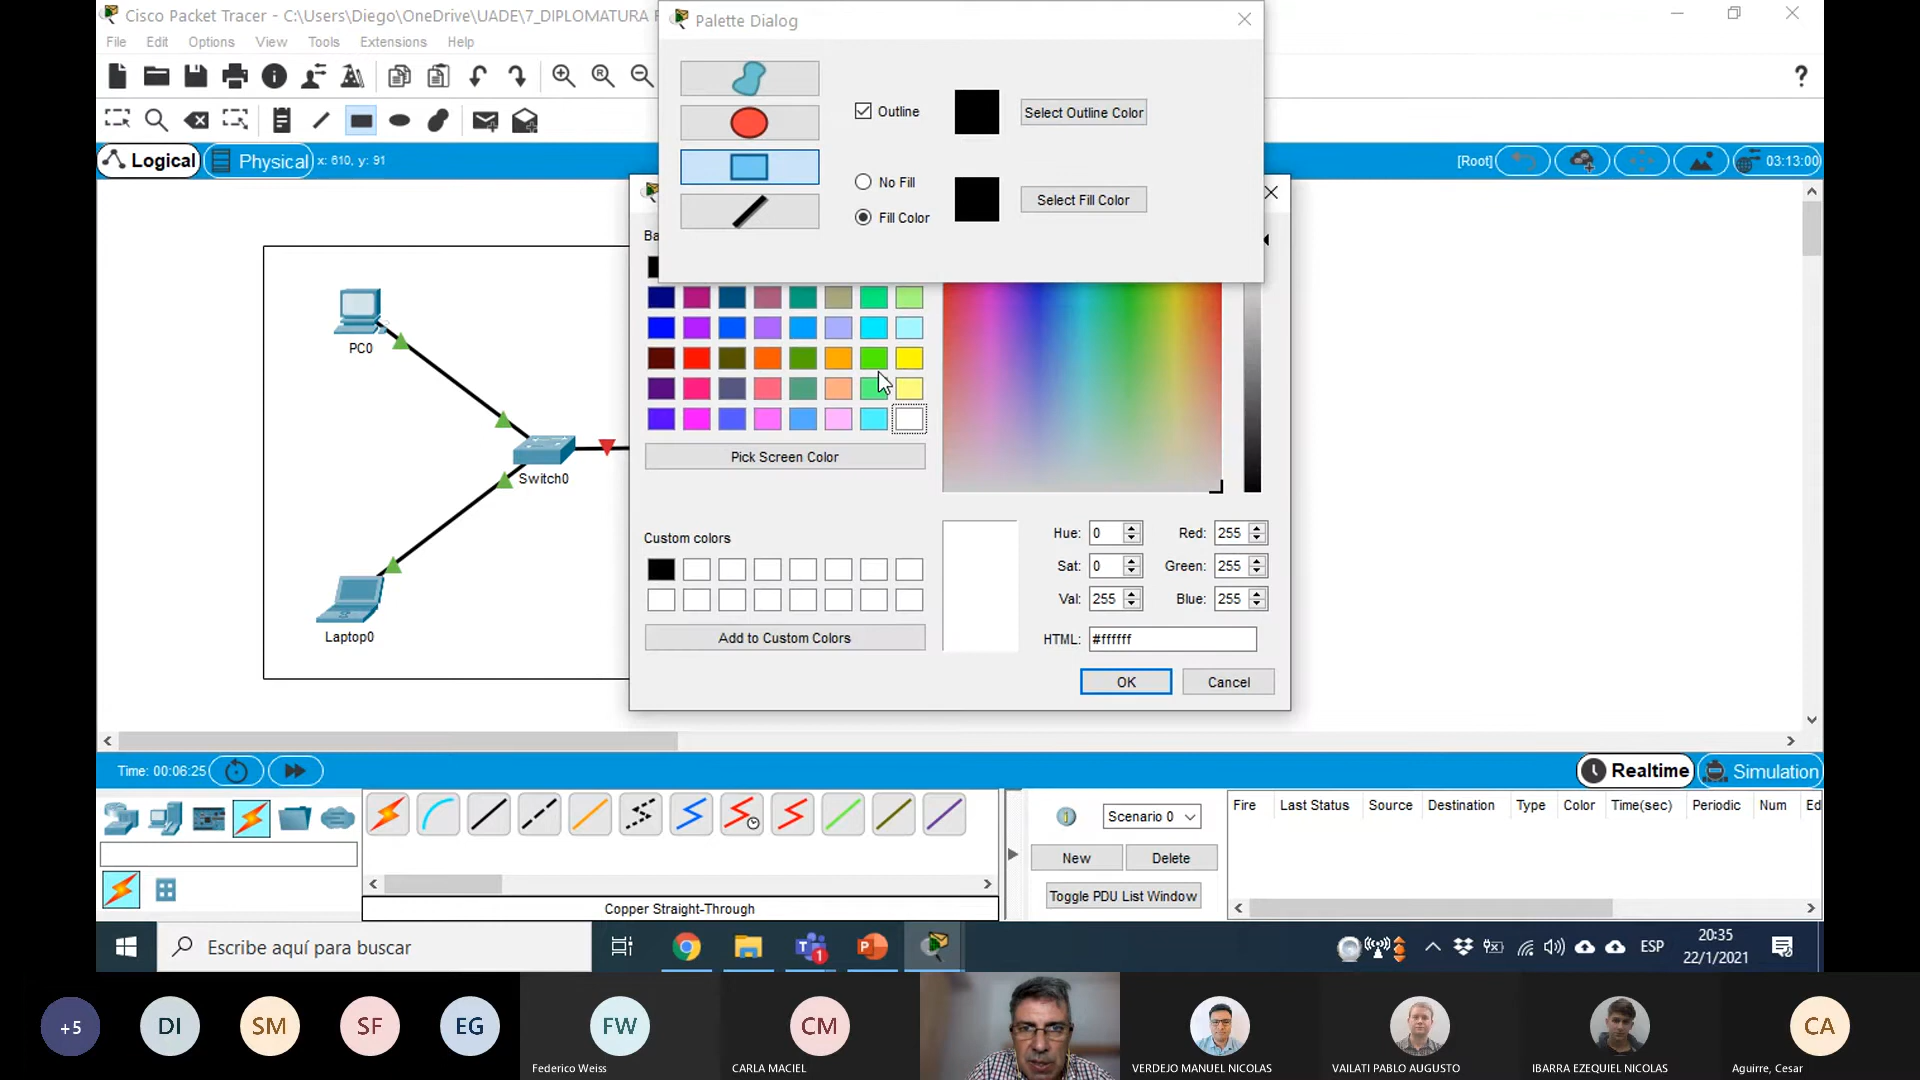 Cisco Packet Tracer - C:\Users\Diego\OneDrive\UADE\7_DIPLOMATURA
Palette Dialog
File Edit Options View Tools Extensions Help
Outline
Select Outline Color
No Fill
Fill Color
Select Fill Color
Logical
Physical
x: 610, y: 91
[Root]
03:13:00
Ba
PC0
Switch0
Laptop0
Pick Screen Color
Custom colors
Add to Custom Colors
Hue: 0 Red: 255
Sat: 0 Green: 255
Val: 255 Blue: 255
HTML: #ffffff
OK
Cancel
Time: 00:06:25
Realtime
Simulation
Scenario 0
New
Delete
Toggle PDU List Window
Fire Last Status Source Destination Type Color Time(sec) Periodic Num Ed
Copper Straight-Through
Escribe aquí para buscar
1
ESP
20:35
22/1/2021
+5
DI
SM
SF
EG
FW
Federico Weiss
CM
CARLA MACIEL
VERDEJO MANUEL NICOLAS
VAILATI PABLO AUGUSTO
IBARRA EZEQUIEL NICOLAS
CA
Aguirre, Cesar